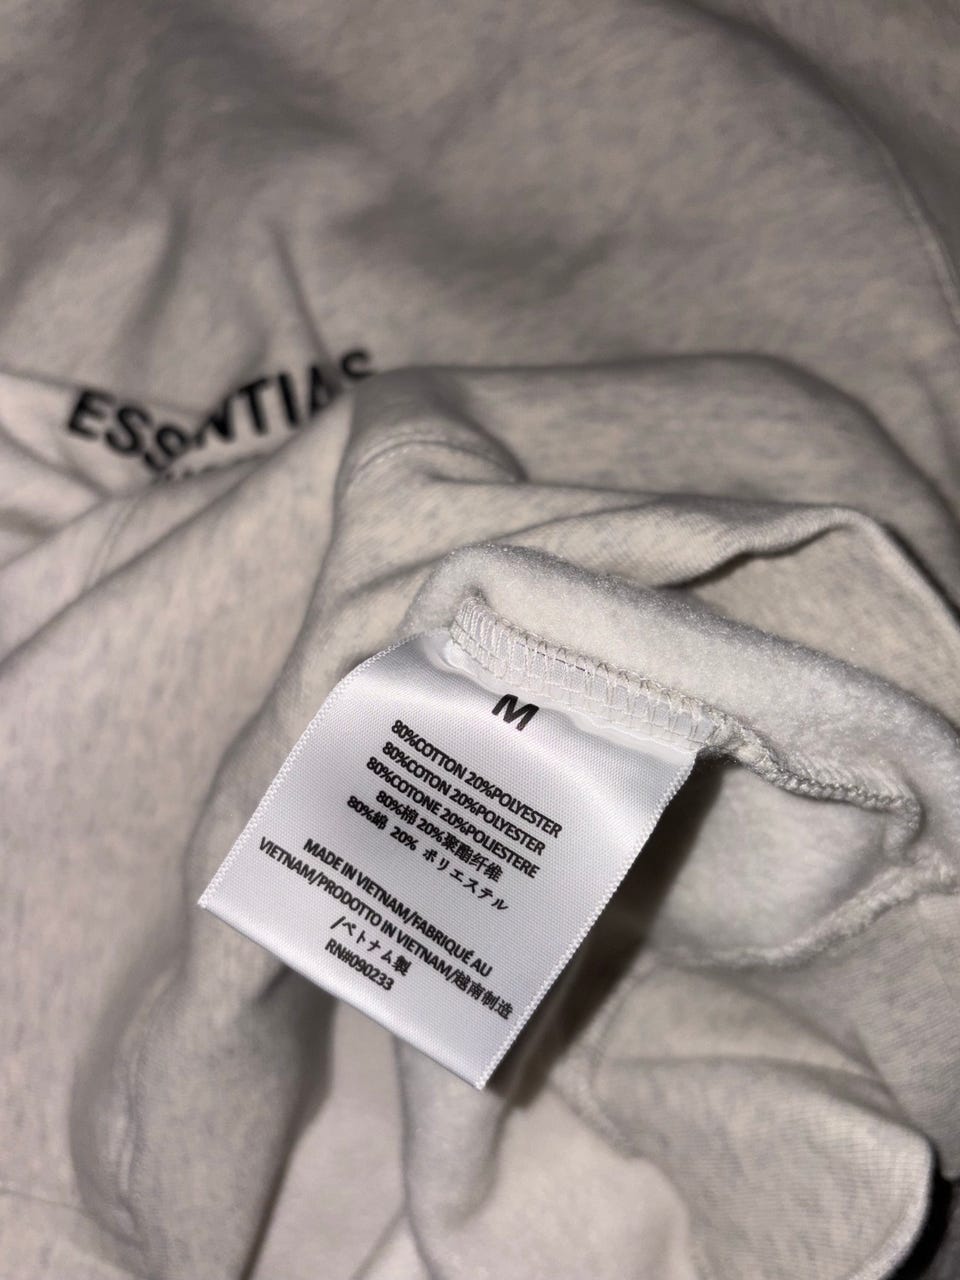 ESSENTIALS
M
80%COTTON 20%POLYESTER
80%COTON 20%POLYESTER
80%COTONE 20%POLIESTERE
80%棉 20%聚酯纤维
80%綿 20% ポリエステル
MADE IN VIETNAM/FABRIQUÉ AU
VIETNAM/PRODOTTO IN VIETNAM/越南制造
/ベトナム製
RN#090233